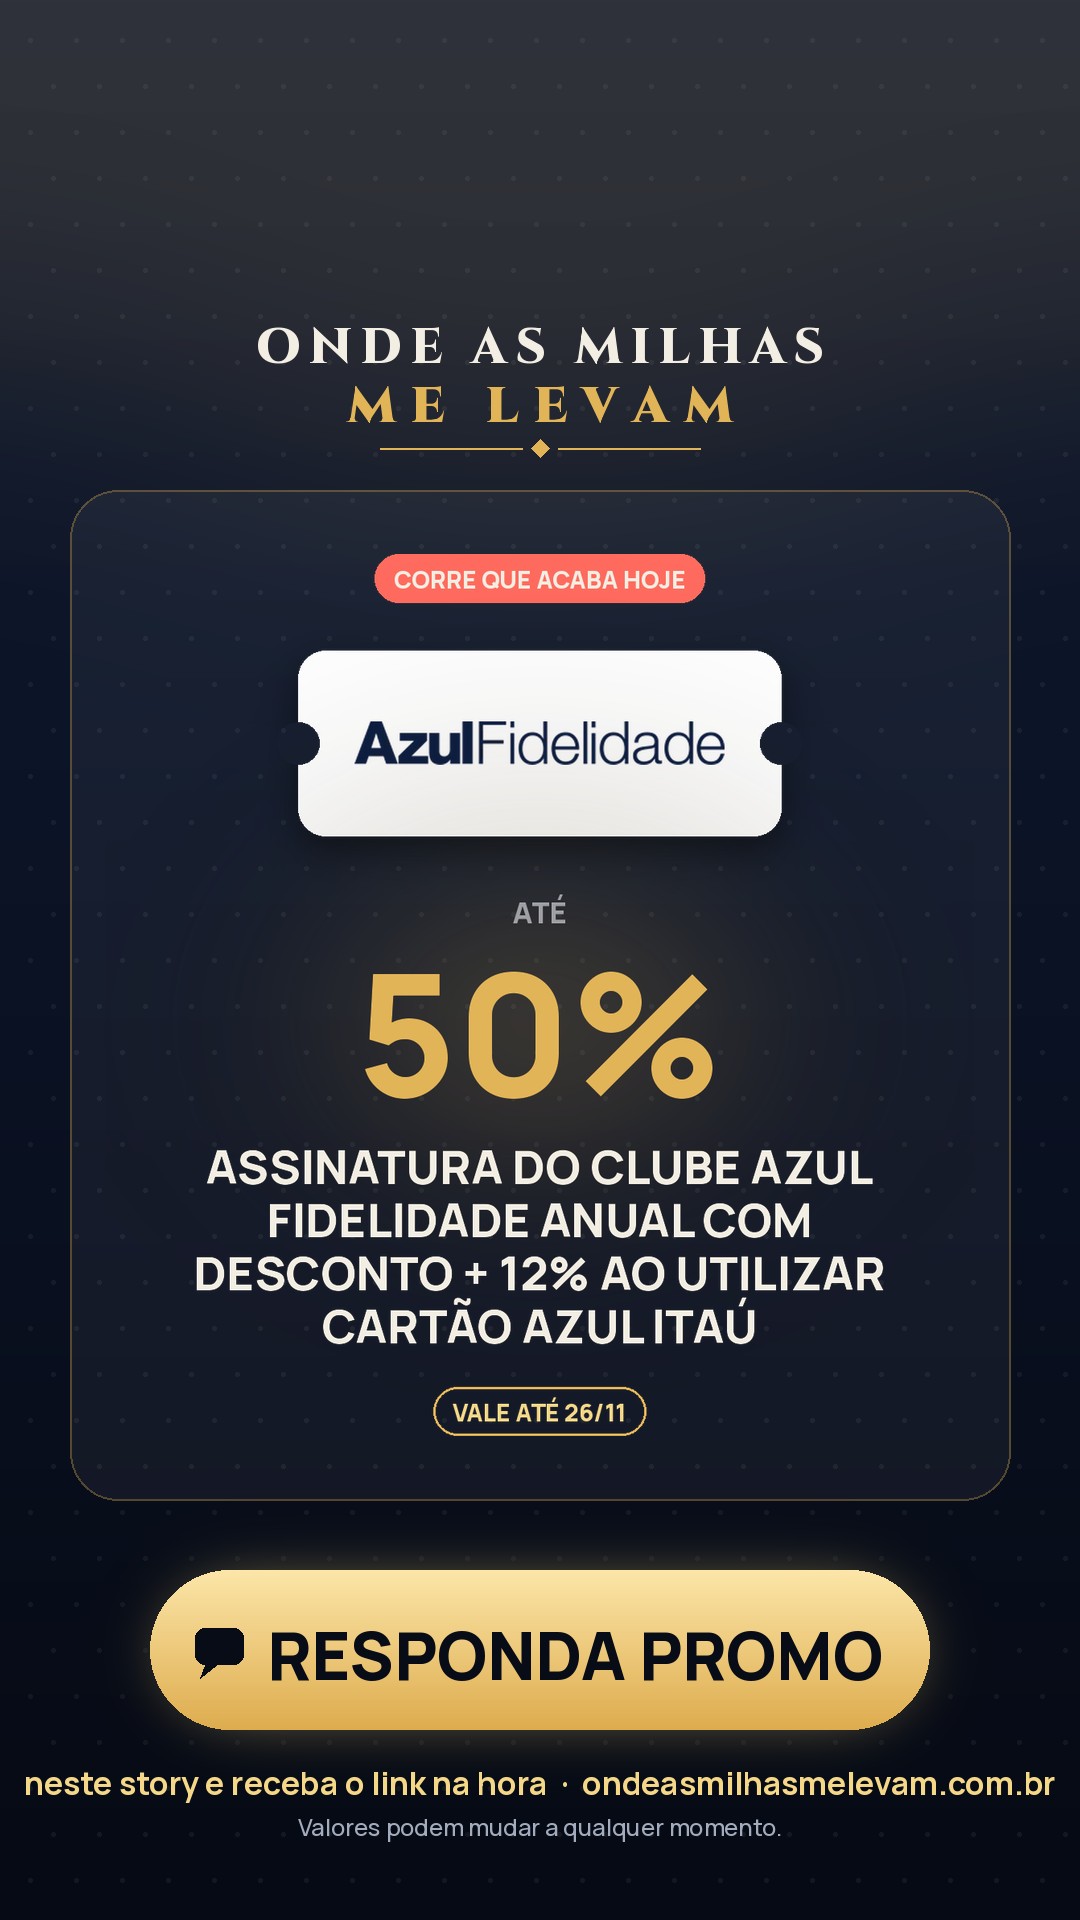 ONDE AS MILHAS
ME LEVAM
CORRE QUE ACABA HOJE
AzulFidelidade
ATÉ
50%
ASSINATURA DO CLUBE AZUL
FIDELIDADE ANUAL COM
DESCONTO + 12% AO UTILIZAR
CARTÃO AZUL ITAÚ
VALE ATÉ 26/11
RESPONDA PROMO
neste story e receba o link na hora · ondeasmilhasmelevam.com.br
Valores podem mudar a qualquer momento.